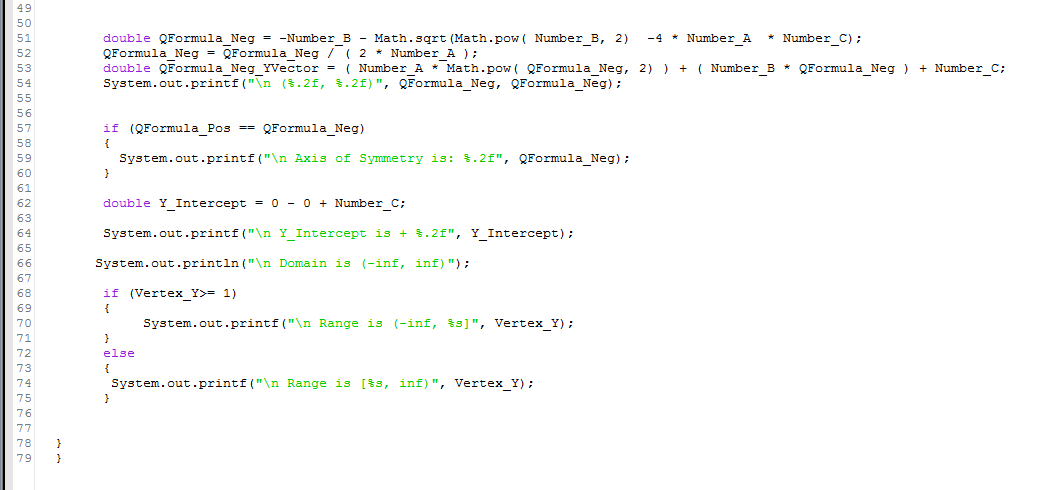 49
50
51 double QFormula_Neg = -Number_B - Math.sqrt(Math.pow( Number_B, 2)  -4 * Number_A  * Number_C);
52 QFormula_Neg = QFormula_Neg / ( 2 * Number_A );
53 double QFormula_Neg_YVector = ( Number_A * Math.pow( QFormula_Neg, 2) ) + ( Number_B * QFormula_Neg ) + Number_C;
54 System.out.printf("\n (%.2f, %.2f)", QFormula_Neg, QFormula_Neg);
55
56
57 if (QFormula_Pos == QFormula_Neg)
58 {
59 System.out.printf("\n Axis of Symmetry is: %.2f", QFormula_Neg);
60 }
61
62 double Y_Intercept = 0 - 0 + Number_C;
63
64 System.out.printf("\n Y_Intercept is + %.2f", Y_Intercept);
65
66 System.out.println("\n Domain is (-inf, inf)");
67
68 if (Vertex_Y>= 1)
69 {
70 System.out.printf("\n Range is (-inf, %s]", Vertex_Y);
71 }
72 else
73 {
74 System.out.printf("\n Range is [%s, inf)", Vertex_Y);
75 }
76
77
78 }
79 }